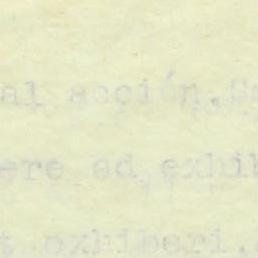 al acción.
ere ad exhib
t exhiberi.